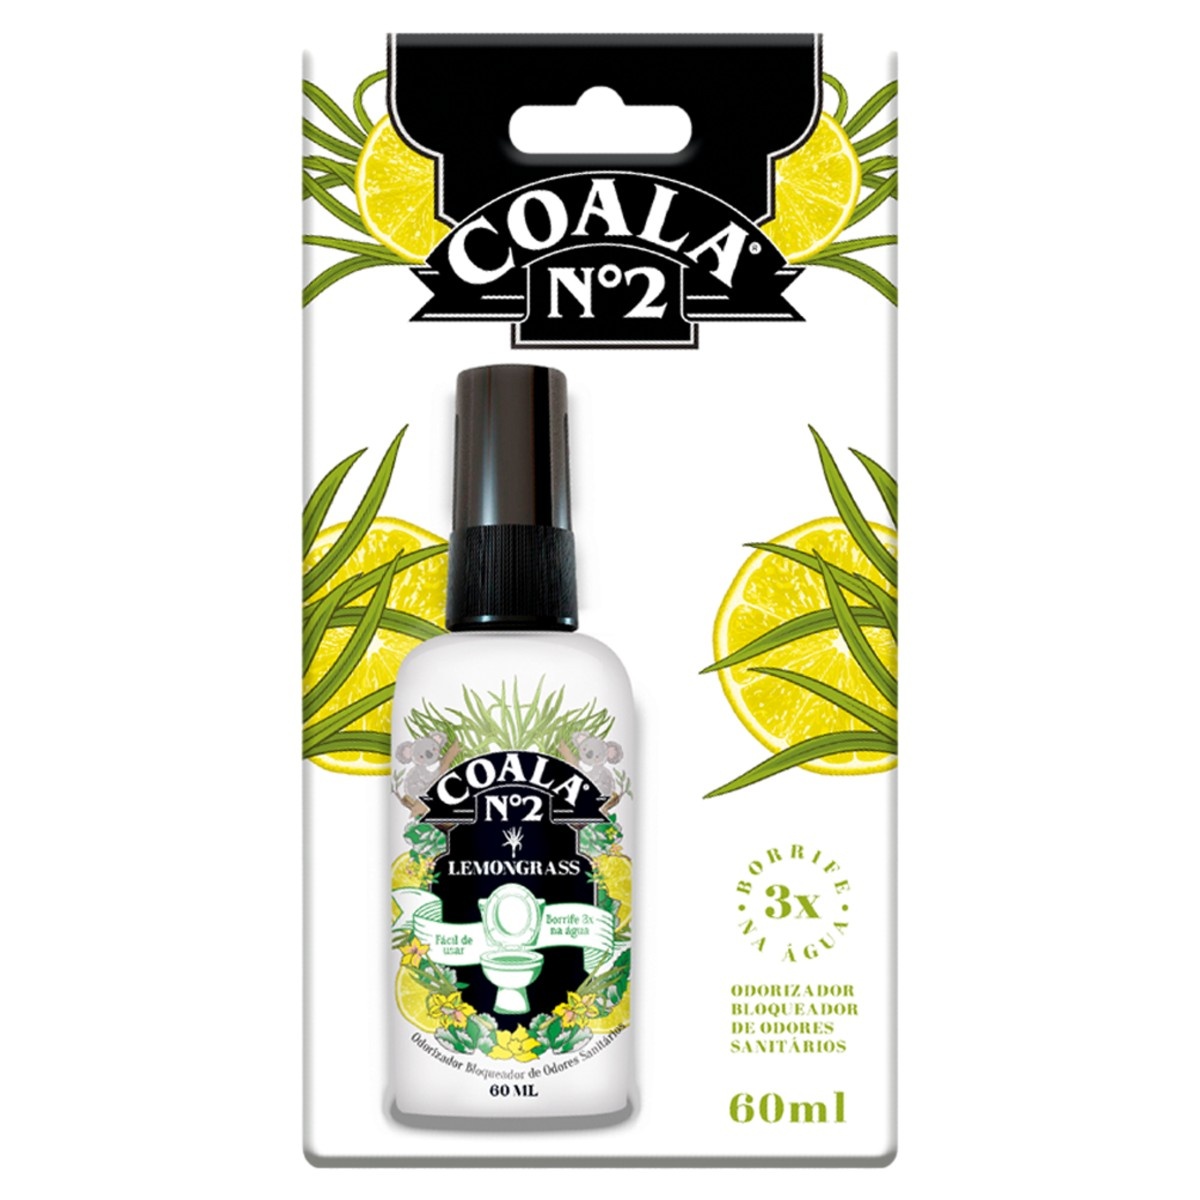 COALA®
Nº2
COALA®
Nº2
LEMONGRASS
Fácil de
usar
Borrife 3x
na água
Odorizador Bloqueador de Odores Sanitários
60 ML
BORRIFE
3x
NA ÁGUA
ODORIZADOR
BLOQUEADOR
DE ODORES
SANITÁRIOS
60ml